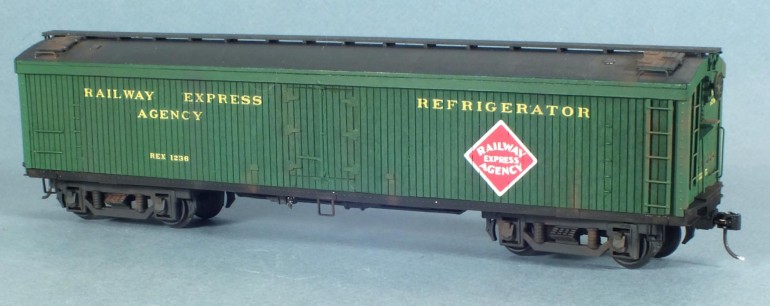 RAILWAY EXPRESS
AGENCY
REX 1236
REFRIGERATOR
RAILWAY
EXPRESS
AGENCY